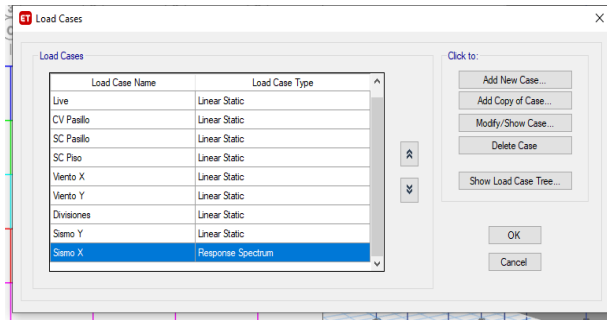 ET Load Cases
Load Cases
Click to:
Load Case Name Load Case Type
Live Linear Static
CV Pasillo Linear Static
SC Pasillo Linear Static
SC Piso Linear Static
Viento X Linear Static
Viento Y Linear Static
Divisiones Linear Static
Sismo Y Linear Static
Sismo X Response Spectrum
Add New Case...
Add Copy of Case...
Modify/Show Case...
Delete Case
Show Load Case Tree...
OK
Cancel